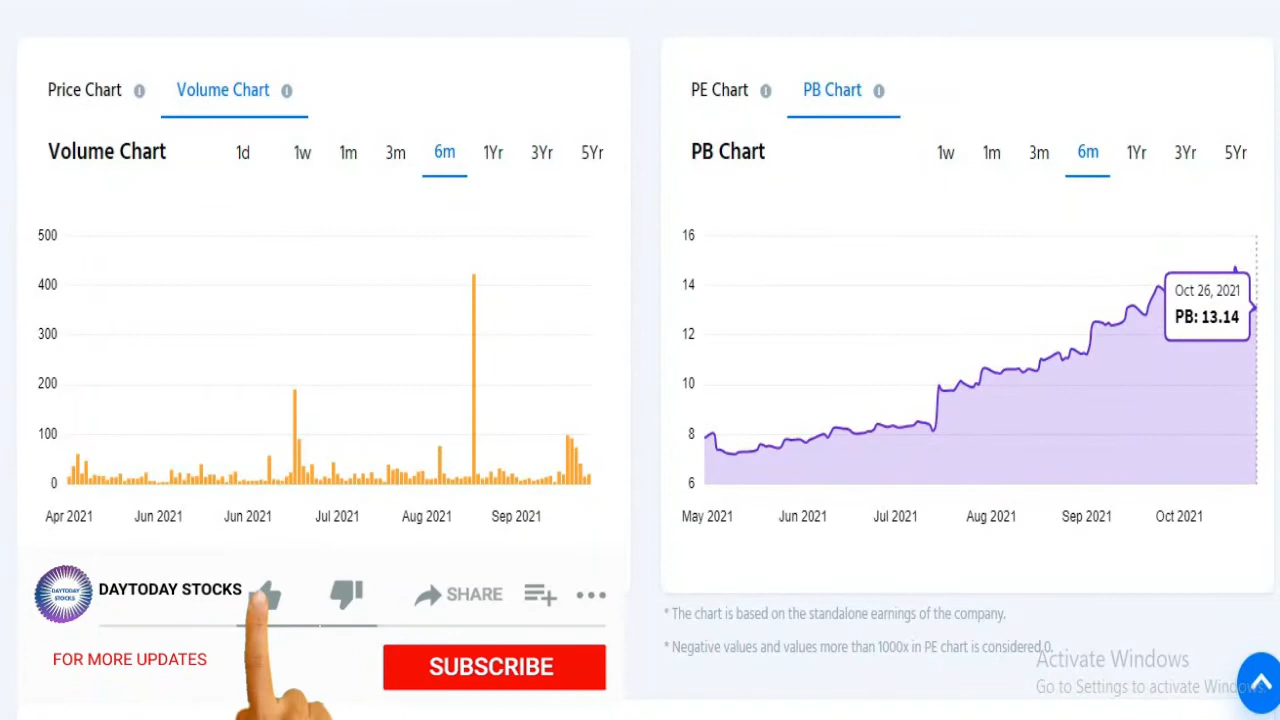 Price Chart
Volume Chart
Volume Chart
1d 1w 1m 3m 6m 1Yr 3Yr 5Yr
500
400
300
200
100
0
Apr 2021 Jun 2021 Jun 2021 Jul 2021 Aug 2021 Sep 2021
DAYTODAY STOCKS
DAYTODAY
STOCKS
SHARE
FOR MORE UPDATES
SUBSCRIBE
PE Chart
PB Chart
PB Chart
1w 1m 3m 6m 1Yr 3Yr 5Yr
16
14
12
10
8
6
Oct 26, 2021
PB: 13.14
May 2021 Jun 2021 Jul 2021 Aug 2021 Sep 2021 Oct 2021
* The chart is based on the standalone earnings of the company.
* Negative values and values more than 1000x in PE chart is considered 0.
Activate Windows
Go to Settings to activate Windows.